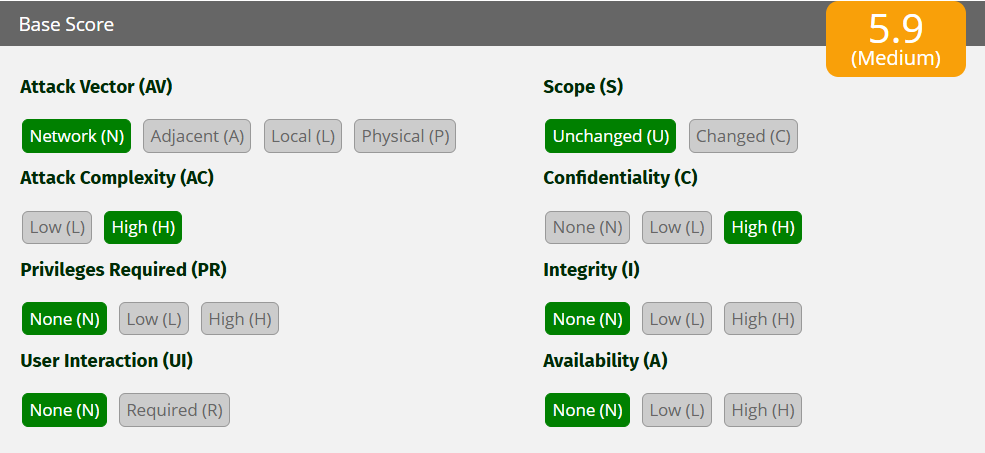 Base Score
5.9
(Medium)
Attack Vector (AV)
Network (N) Adjacent (A) Local (L) Physical (P)
Attack Complexity (AC)
Low (L) High (H)
Privileges Required (PR)
None (N) Low (L) High (H)
User Interaction (UI)
None (N) Required (R)
Scope (S)
Unchanged (U) Changed (C)
Confidentiality (C)
None (N) Low (L) High (H)
Integrity (I)
None (N) Low (L) High (H)
Availability (A)
None (N) Low (L) High (H)